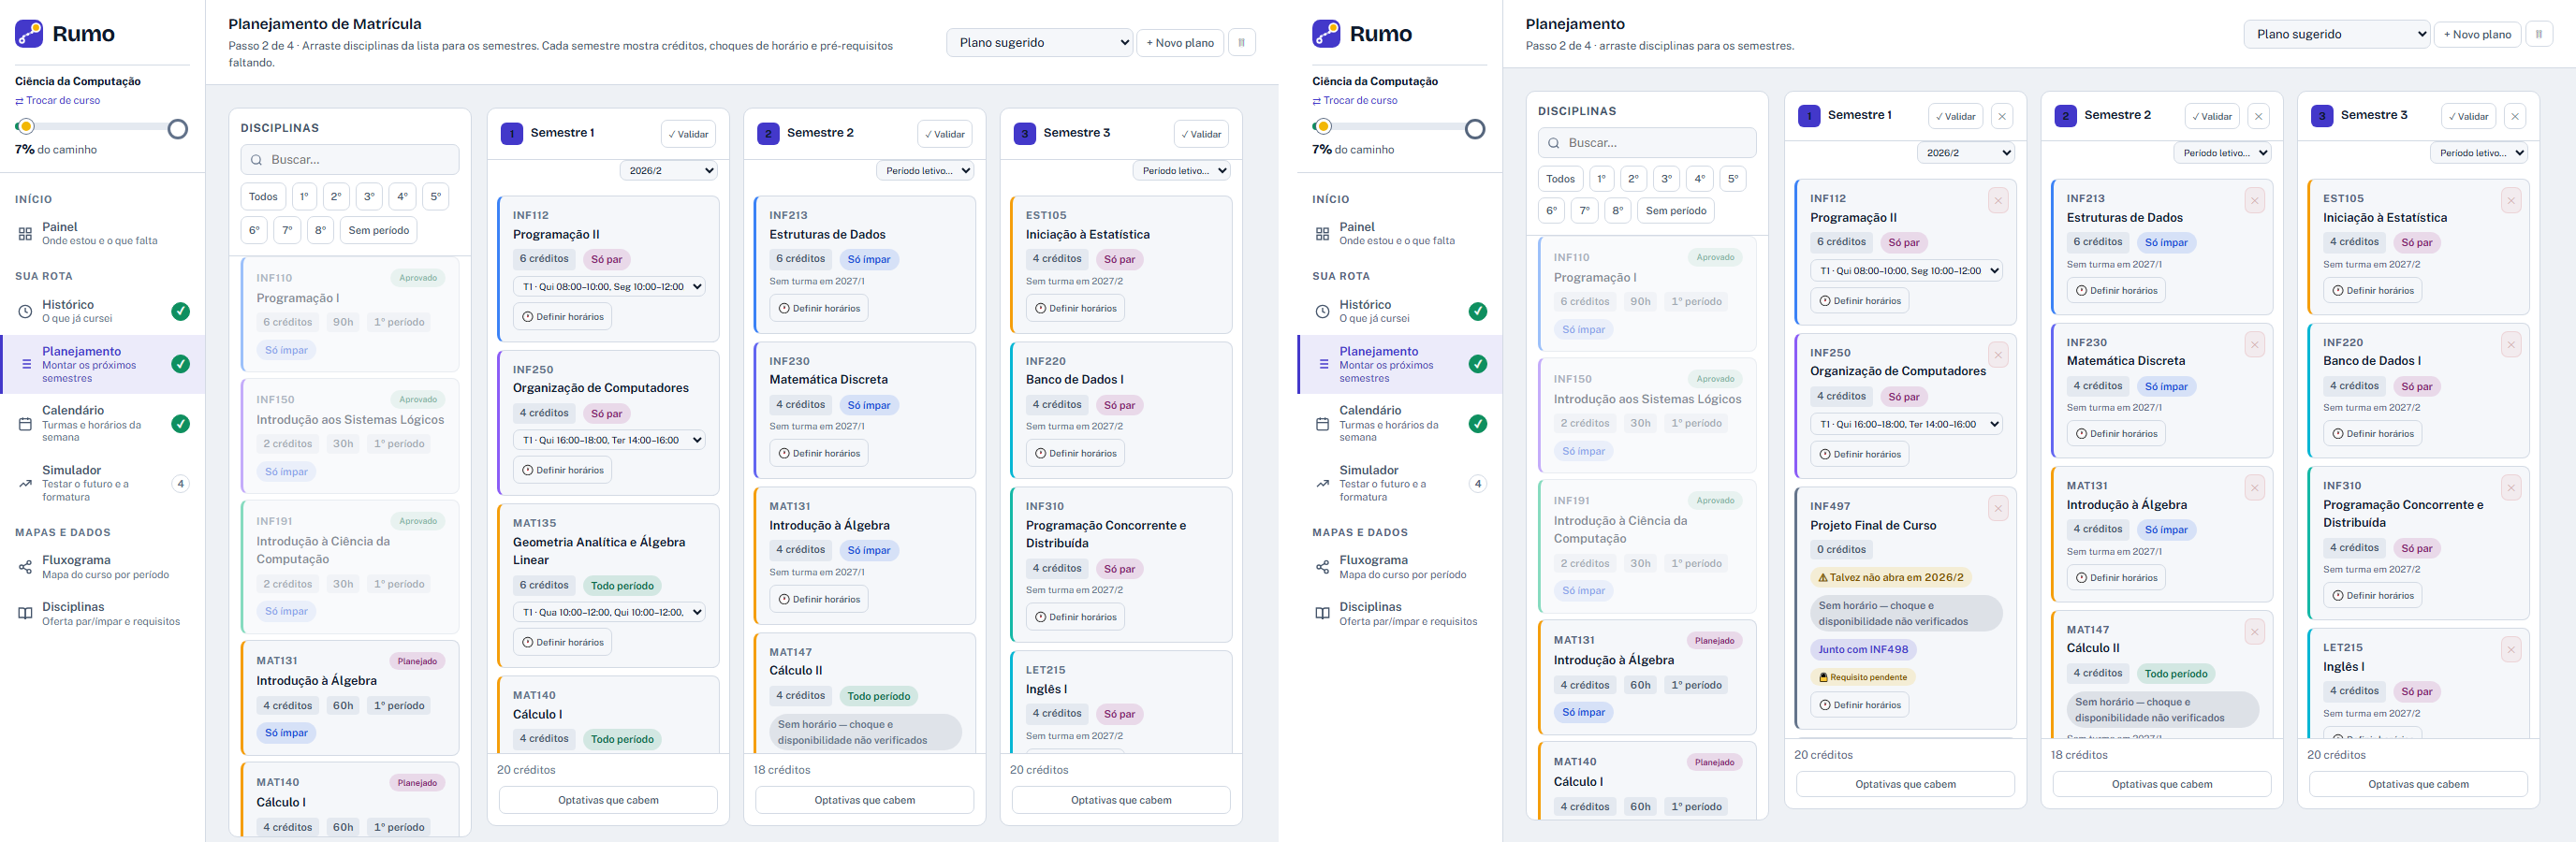 Rumo
Ciência da Computação
⇄ Trocar de curso
7% do caminho
INÍCIO
Painel
Onde estou e o que falta
SUA ROTA
Histórico
O que já cursei
Planejamento
Montar os próximos
semestres
Calendário
Turmas e horários da
semana
Simulador
Testar o futuro e a
formatura
4
MAPAS E DADOS
Fluxograma
Mapa do curso por período
Disciplinas
Oferta par/ímpar e requisitos
Planejamento de Matrícula
Passo 2 de 4 · Arraste disciplinas da lista para os semestres. Cada semestre mostra créditos, choques de horário e pré-requisitos
faltando.
Plano sugerido
+ Novo plano
DISCIPLINAS
Buscar...
Todos 1º 2º 3º 4º 5º
6º 7º 8º Sem período
INF110 Aprovado
Programação I
6 créditos 90h 1º período
Só ímpar
INF150 Aprovado
Introdução aos Sistemas Lógicos
2 créditos 30h 1º período
Só ímpar
INF191 Aprovado
Introdução à Ciência da
Computação
2 créditos 30h 1º período
Só ímpar
MAT131 Planejado
Introdução à Álgebra
4 créditos 60h 1º período
Só ímpar
MAT140 Planejado
Cálculo I
4 créditos 60h 1º período
1 Semestre 1 ✓ Validar
2026/2
INF112
Programação II
6 créditos Só par
T1 · Qui 08:00–10:00, Seg 10:00–12:00
Definir horários
INF250
Organização de Computadores
4 créditos Só par
T1 · Qui 16:00–18:00, Ter 14:00–16:00
Definir horários
MAT135
Geometria Analítica e Álgebra
Linear
6 créditos Todo período
T1 · Qua 10:00–12:00, Qui 10:00–12:00,
Definir horários
MAT140
Cálculo I
4 créditos Todo período
20 créditos
Optativas que cabem
2 Semestre 2 ✓ Validar
Período letivo...
INF213
Estruturas de Dados
6 créditos Só ímpar
Sem turma em 2027/1
Definir horários
INF230
Matemática Discreta
4 créditos Só ímpar
Sem turma em 2027/1
Definir horários
MAT131
Introdução à Álgebra
4 créditos Só ímpar
Sem turma em 2027/1
Definir horários
MAT147
Cálculo II
4 créditos Todo período
Sem horário — choque e
disponibilidade não verificados
18 créditos
Optativas que cabem
3 Semestre 3 ✓ Validar
Período letivo...
EST105
Iniciação à Estatística
4 créditos Só par
Sem turma em 2027/2
Definir horários
INF220
Banco de Dados I
4 créditos Só par
Sem turma em 2027/2
Definir horários
INF310
Programação Concorrente e
Distribuída
4 créditos Só par
Sem turma em 2027/2
Definir horários
LET215
Inglês I
4 créditos Só par
Sem turma em 2027/2
20 créditos
Optativas que cabem
Rumo
Ciência da Computação
⇄ Trocar de curso
7% do caminho
INÍCIO
Painel
Onde estou e o que falta
SUA ROTA
Histórico
O que já cursei
Planejamento
Montar os próximos
semestres
Calendário
Turmas e horários da
semana
Simulador
Testar o futuro e a
formatura
4
MAPAS E DADOS
Fluxograma
Mapa do curso por período
Disciplinas
Oferta par/ímpar e requisitos
Planejamento
Passo 2 de 4 · arraste disciplinas para os semestres.
Plano sugerido
+ Novo plano
DISCIPLINAS
Buscar...
Todos 1º 2º 3º 4º 5º
6º 7º 8º Sem período
INF110 Aprovado
Programação I
6 créditos 90h 1º período
Só ímpar
INF150 Aprovado
Introdução aos Sistemas Lógicos
2 créditos 30h 1º período
Só ímpar
INF191 Aprovado
Introdução à Ciência da
Computação
2 créditos 30h 1º período
Só ímpar
MAT131 Planejado
Introdução à Álgebra
4 créditos 60h 1º período
Só ímpar
MAT140 Planejado
Cálculo I
4 créditos 60h 1º período
1 Semestre 1 ✓ Validar ×
2026/2
INF112 ×
Programação II
6 créditos Só par
T1 · Qui 08:00–10:00, Seg 10:00–12:00
Definir horários
INF250 ×
Organização de Computadores
4 créditos Só par
T1 · Qui 16:00–18:00, Ter 14:00–16:00
Definir horários
INF497 ×
Projeto Final de Curso
0 créditos
⚠ Talvez não abra em 2026/2
Sem horário — choque e
disponibilidade não verificados
Junto com INF498
Requisito pendente
Definir horários
20 créditos
Optativas que cabem
2 Semestre 2 ✓ Validar ×
Período letivo...
INF213 ×
Estruturas de Dados
6 créditos Só ímpar
Sem turma em 2027/1
Definir horários
INF230 ×
Matemática Discreta
4 créditos Só ímpar
Sem turma em 2027/1
Definir horários
MAT131 ×
Introdução à Álgebra
4 créditos Só ímpar
Sem turma em 2027/1
Definir horários
MAT147 ×
Cálculo II
4 créditos Todo período
Sem horário — choque e
disponibilidade não verificados
18 créditos
Optativas que cabem
3 Semestre 3 ✓ Validar ×
Período letivo...
EST105 ×
Iniciação à Estatística
4 créditos Só par
Sem turma em 2027/2
Definir horários
INF220 ×
Banco de Dados I
4 créditos Só par
Sem turma em 2027/2
Definir horários
INF310 ×
Programação Concorrente e
Distribuída
4 créditos Só par
Sem turma em 2027/2
Definir horários
LET215 ×
Inglês I
4 créditos Só par
Sem turma em 2027/2
20 créditos
Optativas que cabem